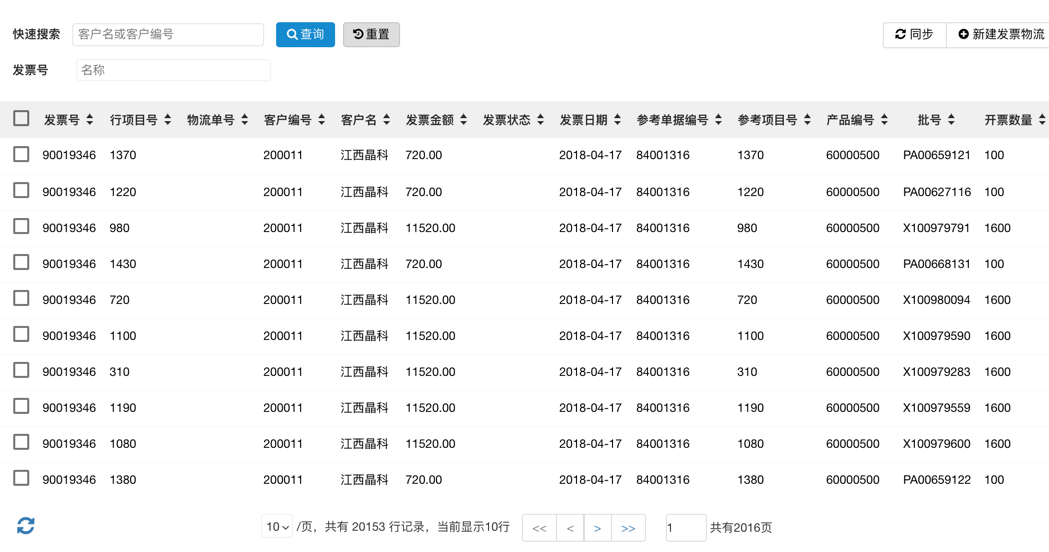 快速搜索 客户名或客户编号 查询 重置 同步 新建发票物流
发票号 名称
发票号 行项目号 物流单号 客户编号 客户名 发票金额 发票状态 发票日期 参考单据编号 参考项目号 产品编号 批号 开票数量
90019346 1370 200011 江西晶科 720.00 2018-04-17 84001316 1370 60000500 PA00659121 100
90019346 1220 200011 江西晶科 720.00 2018-04-17 84001316 1220 60000500 PA00627116 100
90019346 980 200011 江西晶科 11520.00 2018-04-17 84001316 980 60000500 X100979791 1600
90019346 1430 200011 江西晶科 720.00 2018-04-17 84001316 1430 60000500 PA00668131 100
90019346 720 200011 江西晶科 11520.00 2018-04-17 84001316 720 60000500 X100980094 1600
90019346 1100 200011 江西晶科 11520.00 2018-04-17 84001316 1100 60000500 X100979590 1600
90019346 310 200011 江西晶科 11520.00 2018-04-17 84001316 310 60000500 X100979283 1600
90019346 1190 200011 江西晶科 11520.00 2018-04-17 84001316 1190 60000500 X100979559 1600
90019346 1080 200011 江西晶科 11520.00 2018-04-17 84001316 1080 60000500 X100979600 1600
90019346 1380 200011 江西晶科 720.00 2018-04-17 84001316 1380 60000500 PA00659122 100
10 /页，共有 20153 行记录，当前显示10行 << < > >> 1 共有2016页